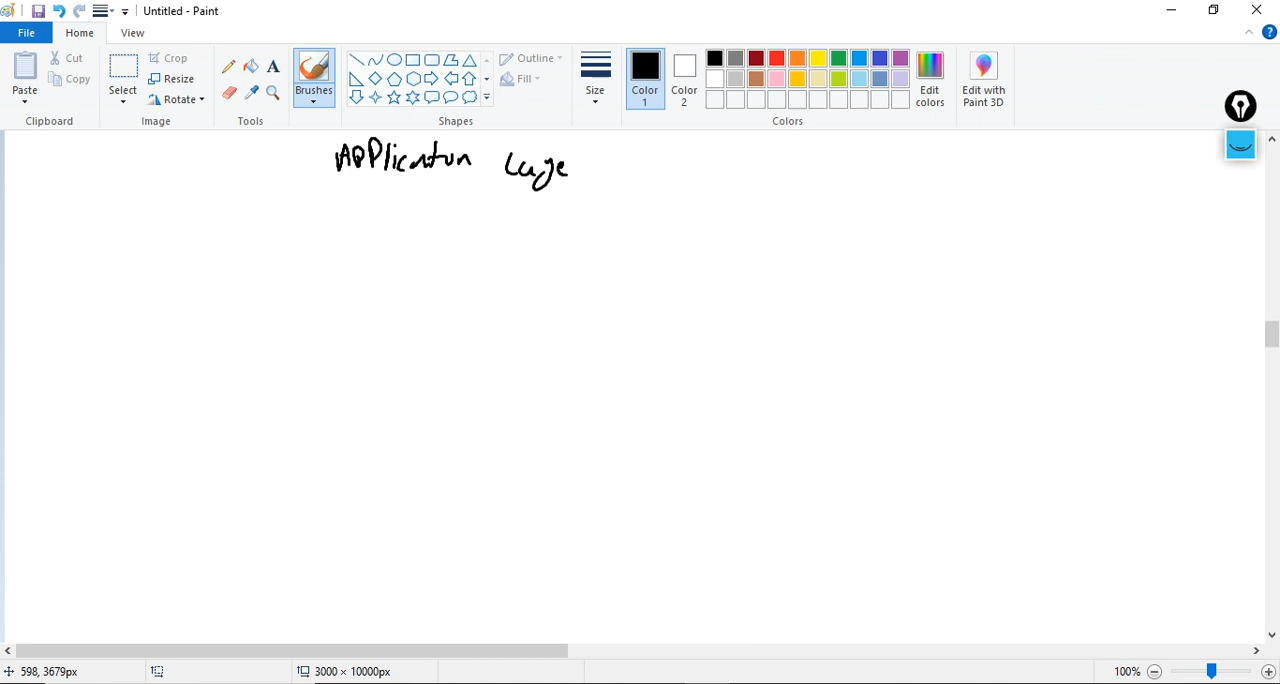 Untitled - Paint
File Home View
Paste Cut Copy Select Crop Resize Rotate A Brushes Outline Fill Size Color 1 Color 2 Edit colors Edit with Paint 3D
Clipboard Image Tools Shapes Colors
Application
598, 3679px 3000 × 10000px 100%